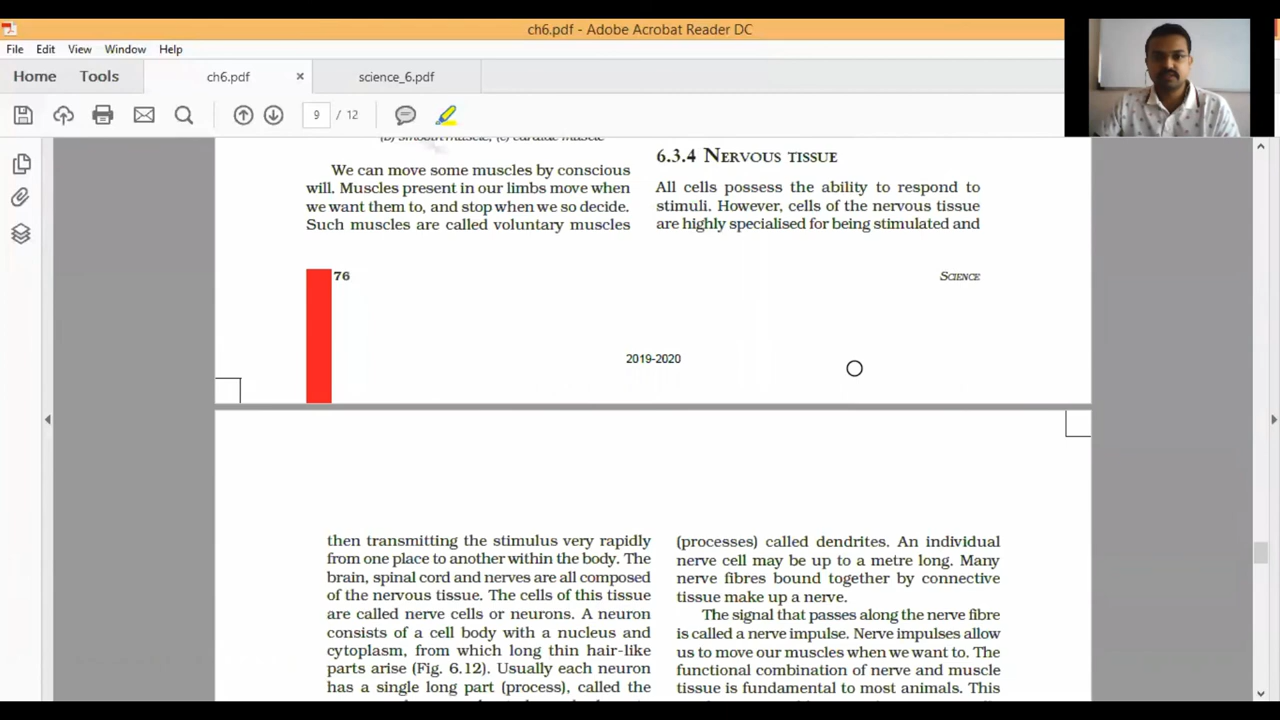 ch6.pdf - Adobe Acrobat Reader DC
File Edit View Window Help
Home Tools ch6.pdf × science_6.pdf
9 / 12
(b) smooth muscle, (c) cardiac muscle
We can move some muscles by conscious
will. Muscles present in our limbs move when
we want them to, and stop when we so decide.
Such muscles are called voluntary muscles
6.3.4 NERVOUS TISSUE
All cells possess the ability to respond to
stimuli. However, cells of the nervous tissue
are highly specialised for being stimulated and
76
SCIENCE
2019-2020
then transmitting the stimulus very rapidly
from one place to another within the body. The
brain, spinal cord and nerves are all composed
of the nervous tissue. The cells of this tissue
are called nerve cells or neurons. A neuron
consists of a cell body with a nucleus and
cytoplasm, from which long thin hair-like
parts arise (Fig. 6.12). Usually each neuron
has a single long part (process), called the
(processes) called dendrites. An individual
nerve cell may be up to a metre long. Many
nerve fibres bound together by connective
tissue make up a nerve.
The signal that passes along the nerve fibre
is called a nerve impulse. Nerve impulses allow
us to move our muscles when we want to. The
functional combination of nerve and muscle
tissue is fundamental to most animals. This